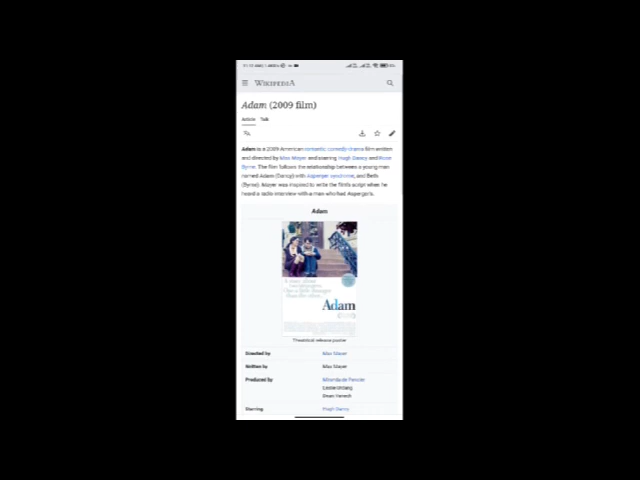 WIKIPEDIA
Adam (2009 film)
Article Talk
Adam is a 2009 American romantic comedy-drama film written
and directed by Max Mayer and starring Hugh Dancy and Rose
Byrne. The film follows the relationship between a young man
named Adam (Dancy) with Asperger syndrome, and Beth
(Byrne). Mayer was inspired to write the film's script when he
heard a radio interview with a man who had Asperger's.
Adam
Adam
Theatrical release poster
Directed by Max Mayer
Written by Max Mayer
Produced by Miranda de Pencier
Leslie Urdang
Dean Vanech
Starring Hugh Dancy